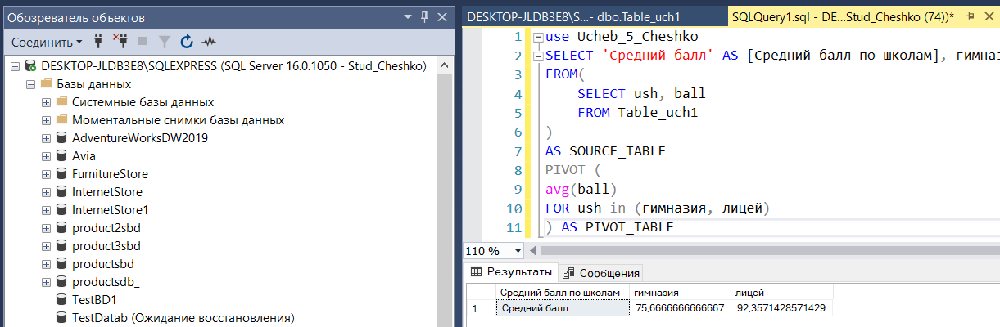 Обозреватель объектов
Соединить
DESKTOP-JLDB3E8\SQLEXPRESS (SQL Server 16.0.1050 - Stud_Cheshko)
Базы данных
Системные базы данных
Моментальные снимки базы данных
AdventureWorksDW2019
Avia
FurnitureStore
InternetStore
InternetStore1
product2sbd
product3sbd
productsbd
productsdb_
TestBD1
TestDatab (Ожидание восстановления)
DESKTOP-JLDB3E8\S...- dbo.Table_uch1
SQLQuery1.sql - DE...Stud_Cheshko (74))*
1 use Ucheb_5_Cheshko
2 SELECT 'Средний балл' AS [Средний балл по школам], гимназ
3 FROM(
4 SELECT ush, ball
5 FROM Table_uch1
6 )
7 AS SOURCE_TABLE
8 PIVOT (
9 avg(ball)
10 FOR ush in (гимназия, лицей)
11 ) AS PIVOT_TABLE
110 %
Результаты Сообщения
Средний балл по школам гимназия лицей
1 Средний балл 75,6666666666667 92,3571428571429